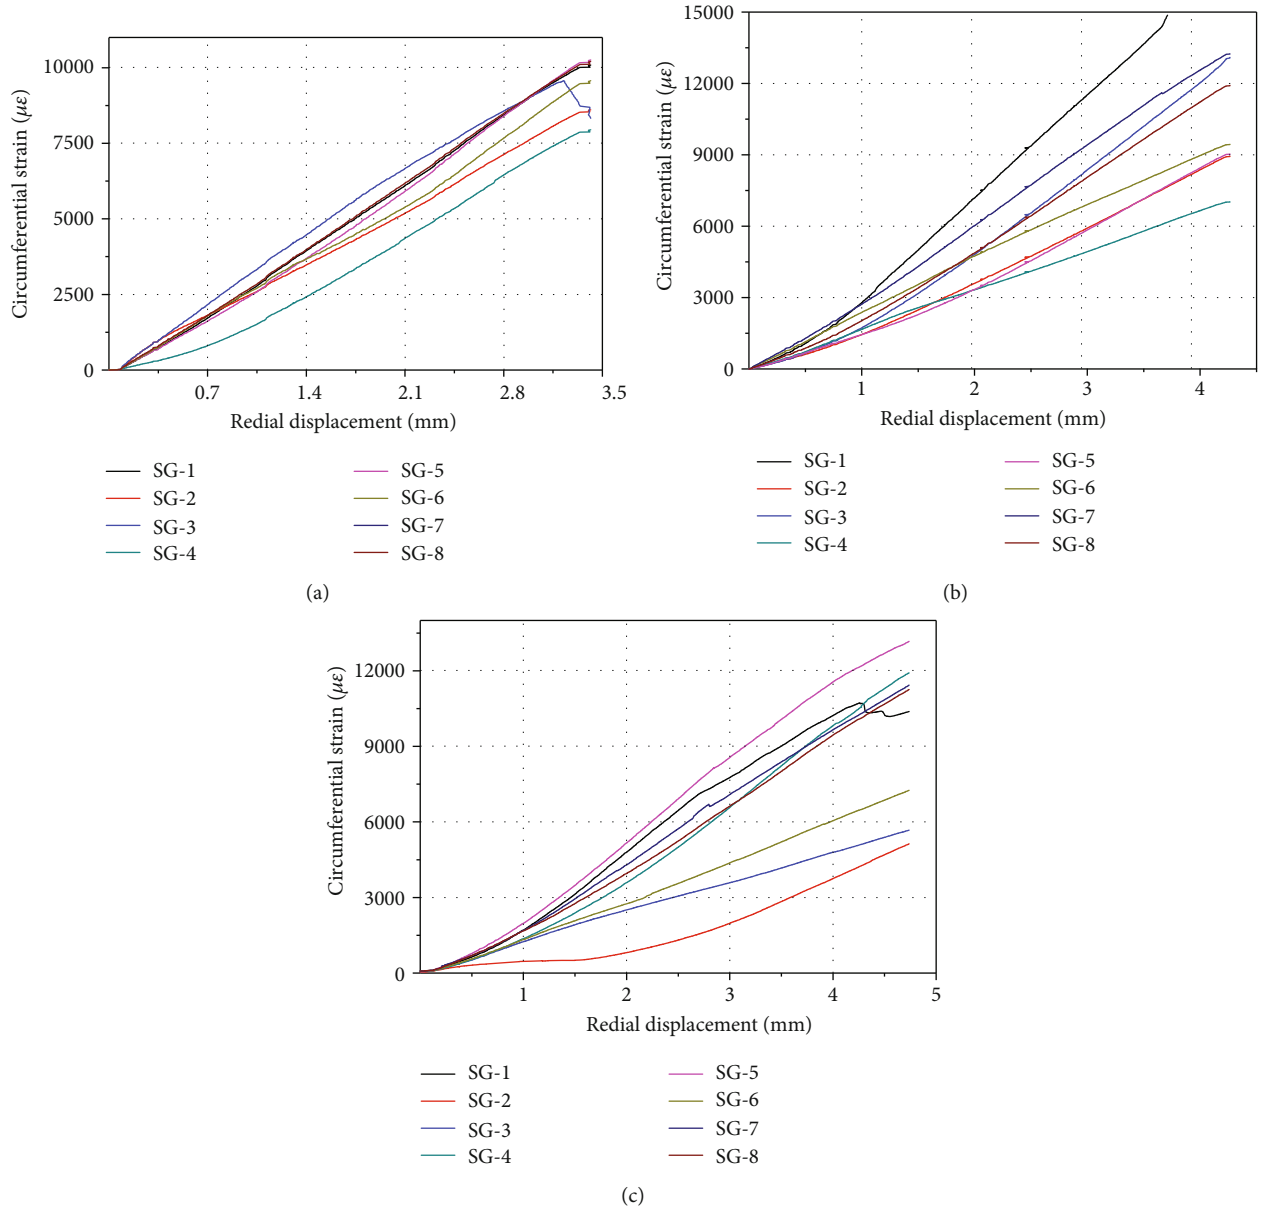 Circumferential strain (με)
10000
7500
5000
2500
0
0.7 1.4 2.1 2.8 3.5
Redial displacement (mm)
SG-1 SG-5
SG-2 SG-6
SG-3 SG-7
SG-4 SG-8
(a)
Circumferential strain (με)
15000
12000
9000
6000
3000
0
1 2 3 4
Redial displacement (mm)
SG-1 SG-5
SG-2 SG-6
SG-3 SG-7
SG-4 SG-8
(b)
Circumferential strain (με)
12000
9000
6000
3000
0
1 2 3 4 5
Redial displacement (mm)
SG-1 SG-5
SG-2 SG-6
SG-3 SG-7
SG-4 SG-8
(c)